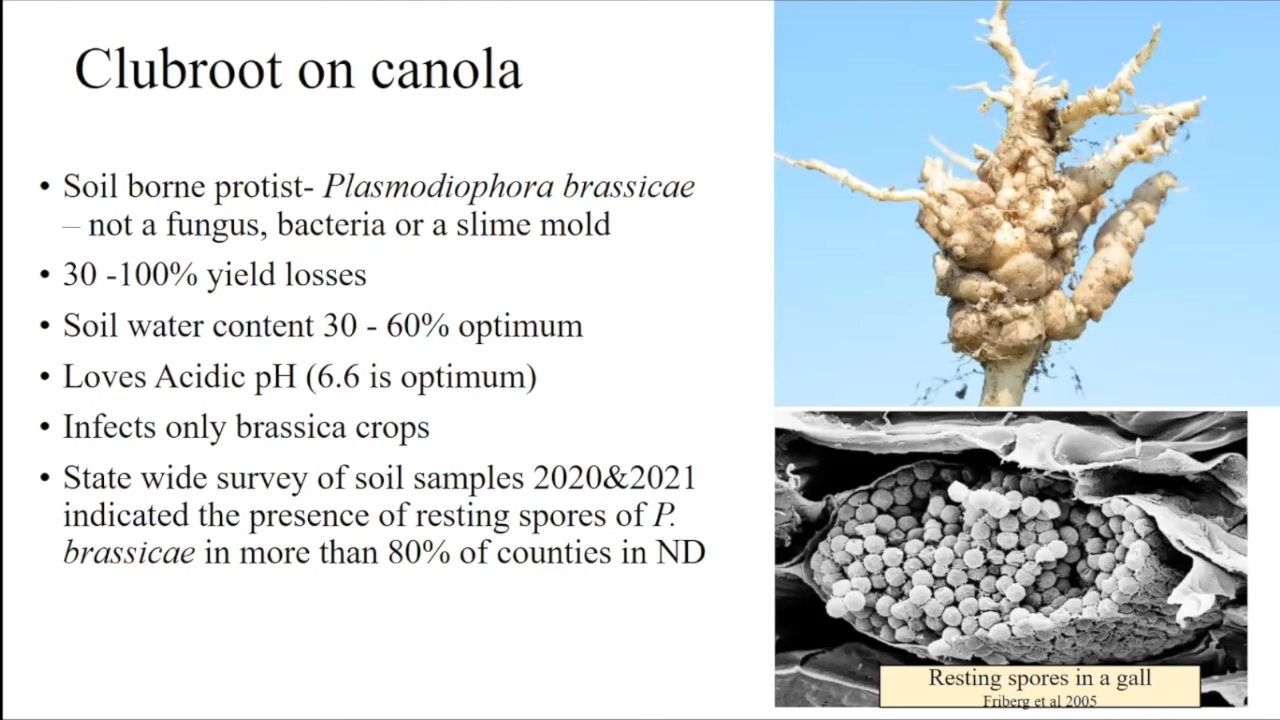 Clubroot on canola
• Soil borne protist- Plasmodiophora brassicae
– not a fungus, bacteria or a slime mold
• 30 -100% yield losses
• Soil water content 30 - 60% optimum
• Loves Acidic pH (6.6 is optimum)
• Infects only brassica crops
• State wide survey of soil samples 2020&2021
indicated the presence of resting spores of P.
brassicae in more than 80% of counties in ND
Resting spores in a gall
Friberg et al 2005